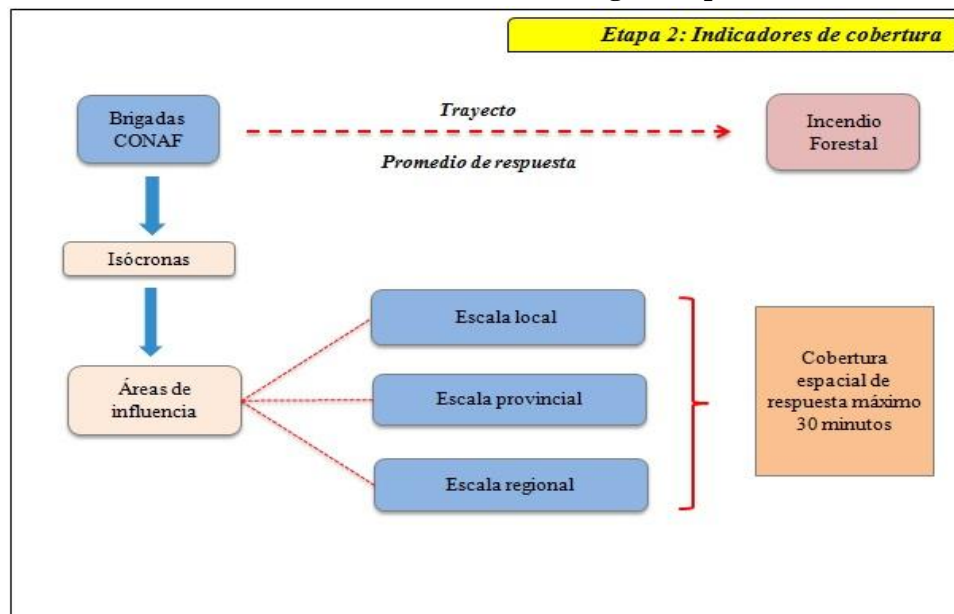 Etapa 2: Indicadores de cobertura
Brigadas
CONAF
Trayecto
Promedio de respuesta
Incendio
Forestal
Isócronas
Áreas de
influencia
Escala local
Escala provincial
Escala regional
Cobertura
espacial de
respuesta máximo
30 minutos